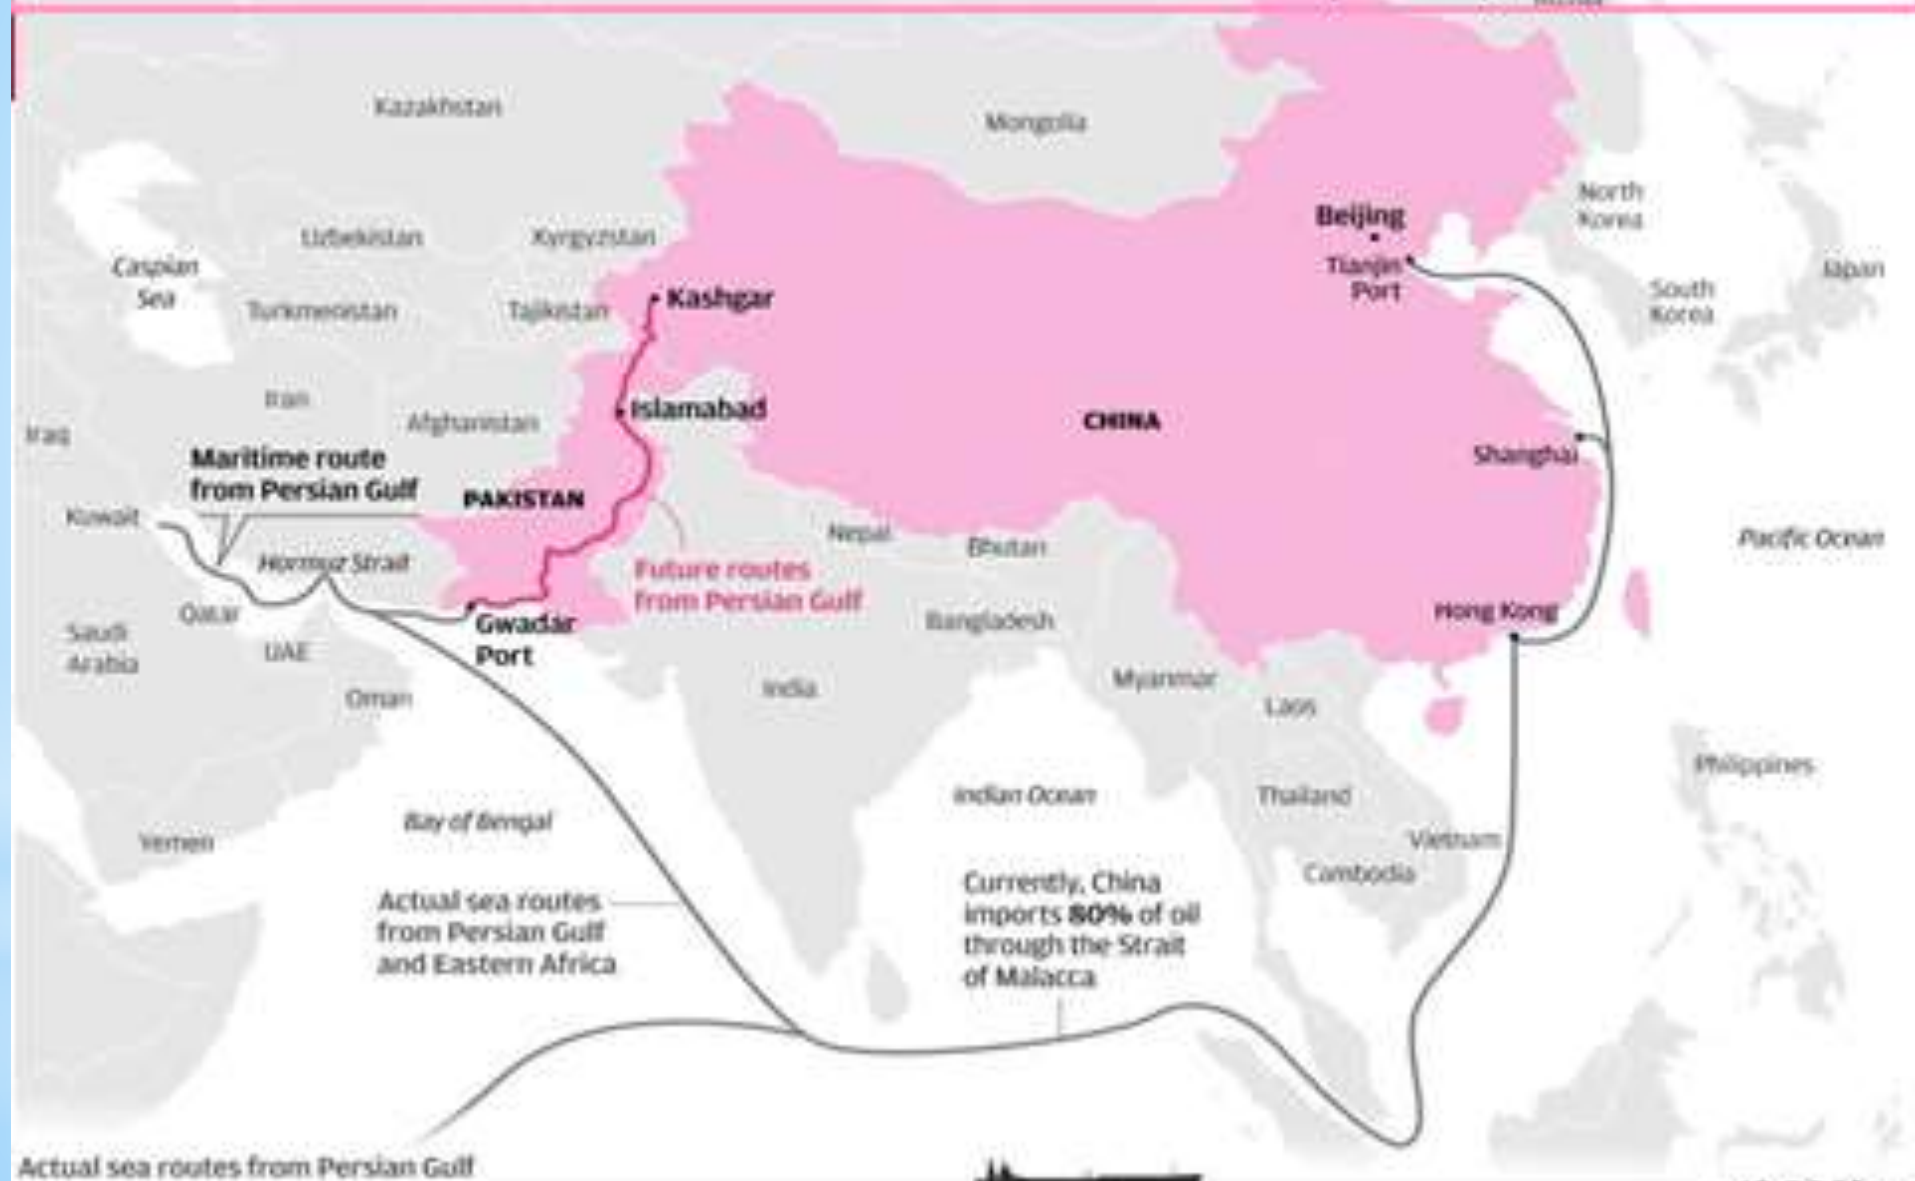 Kazakhstan
Mongolia
North
Korea
Beijing
Uzbekistan
Kyrgyzstan
Caspian
Sea
Tianjin
Port
Japan
Kashgar
South
Korea
Turkmenistan
Tajikistan
Iran
Islamabad
Afghanistan
CHINA
Iraq
Shanghai
Maritime route
from Persian Gulf
PAKISTAN
Kuwait
Nepal
Bhutan
Pacific Ocean
Hormuz Strait
Future routes
from Persian Gulf
Qatar
Gwadar
Port
Bangladesh
Hong Kong
Saudi
Arabia
UAE
India
Myanmar
Oman
Laos
Philippines
Indian Ocean
Thailand
Bay of Bengal
Yemen
Vietnam
Cambodia
Actual sea routes
from Persian Gulf
and Eastern Africa
Currently, China
imports 80% of oil
through the Strait
of Malacca
Actual sea routes from Persian Gulf